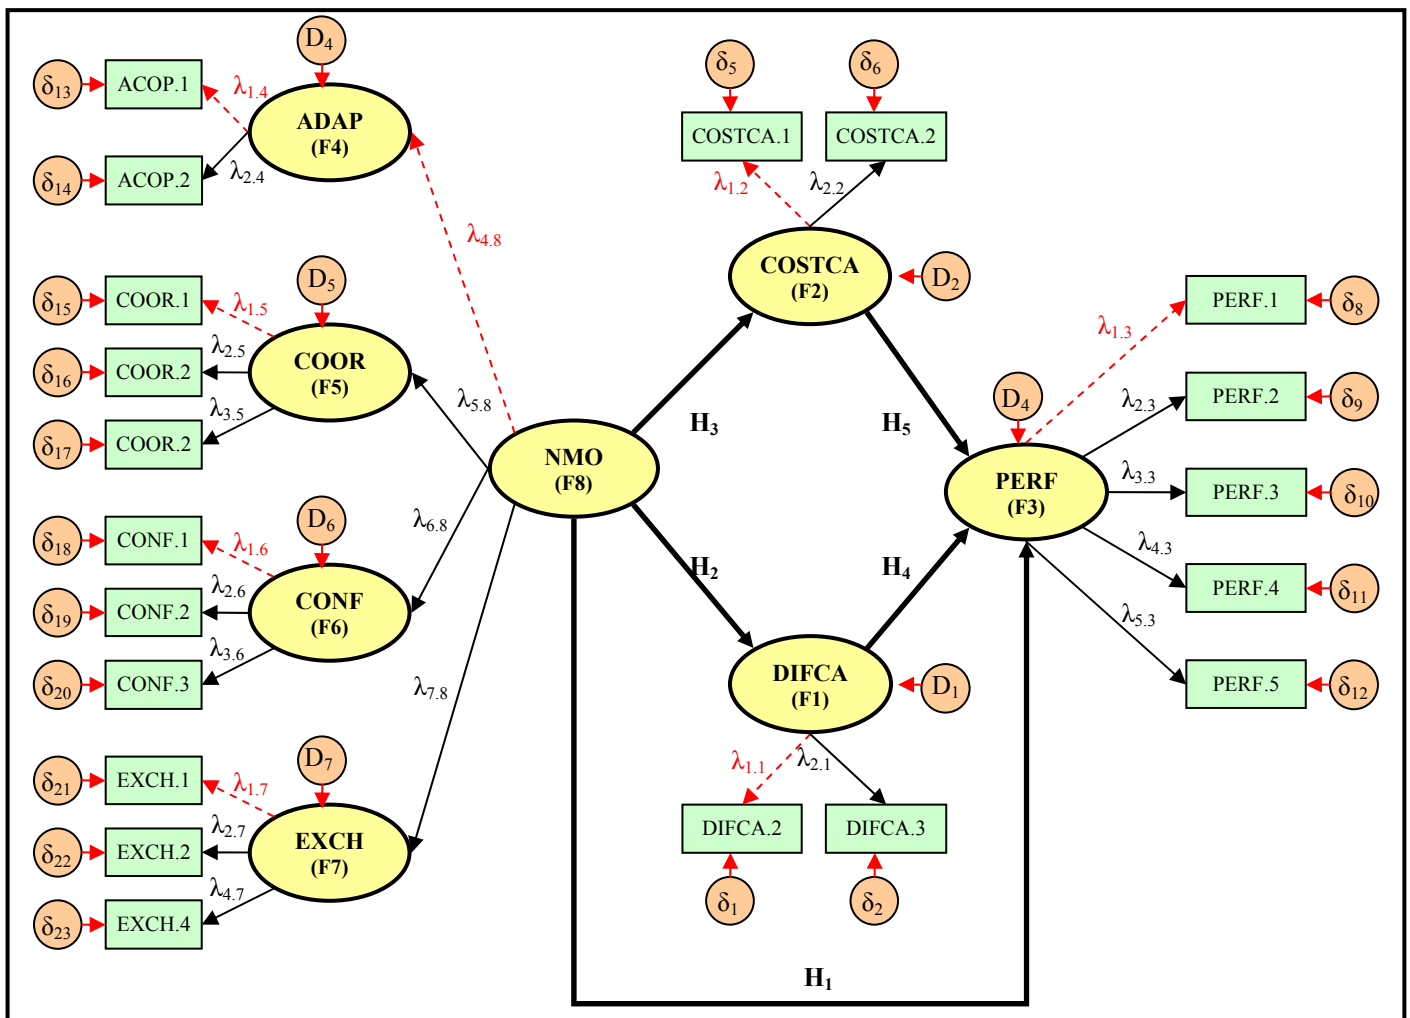 D4
δ13
ACOP.1
λ1.4
ADAP
(F4)
δ14
ACOP.2
λ2.4
λ4.8
D5
δ15
COOR.1
λ1.5
COOR
(F5)
δ16
COOR.2
λ2.5
δ17
COOR.2
λ3.5
λ5.8
D6
δ18
CONF.1
λ1.6
CONF
(F6)
δ19
CONF.2
λ2.6
δ20
CONF.3
λ3.6
λ6.8
D7
δ21
EXCH.1
λ1.7
EXCH
(F7)
δ22
EXCH.2
λ2.7
δ23
EXCH.4
λ4.7
λ7.8
NMO
(F8)
δ5
δ6
COSTCA.1
COSTCA.2
λ1.2
λ2.2
COSTCA
(F2)
D2
H3
H5
H2
H4
DIFCA
(F1)
D1
λ1.1
λ2.1
DIFCA.2
DIFCA.3
δ1
δ2
H1
D4
PERF
(F3)
λ1.3
PERF.1
δ8
λ2.3
PERF.2
δ9
λ3.3
PERF.3
δ10
λ4.3
PERF.4
δ11
λ5.3
PERF.5
δ12